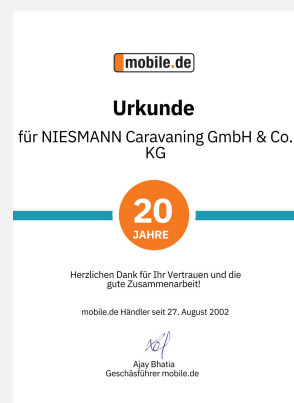 mobile.de
Urkunde
für NIESMANN Caravaning GmbH & Co.
KG
20
JAHRE
Herzlichen Dank für Ihr Vertrauen und die
gute Zusammenarbeit!
mobile.de Händler seit 27. August 2002
Ajay Bhatia
Geschäsführer mobile.de